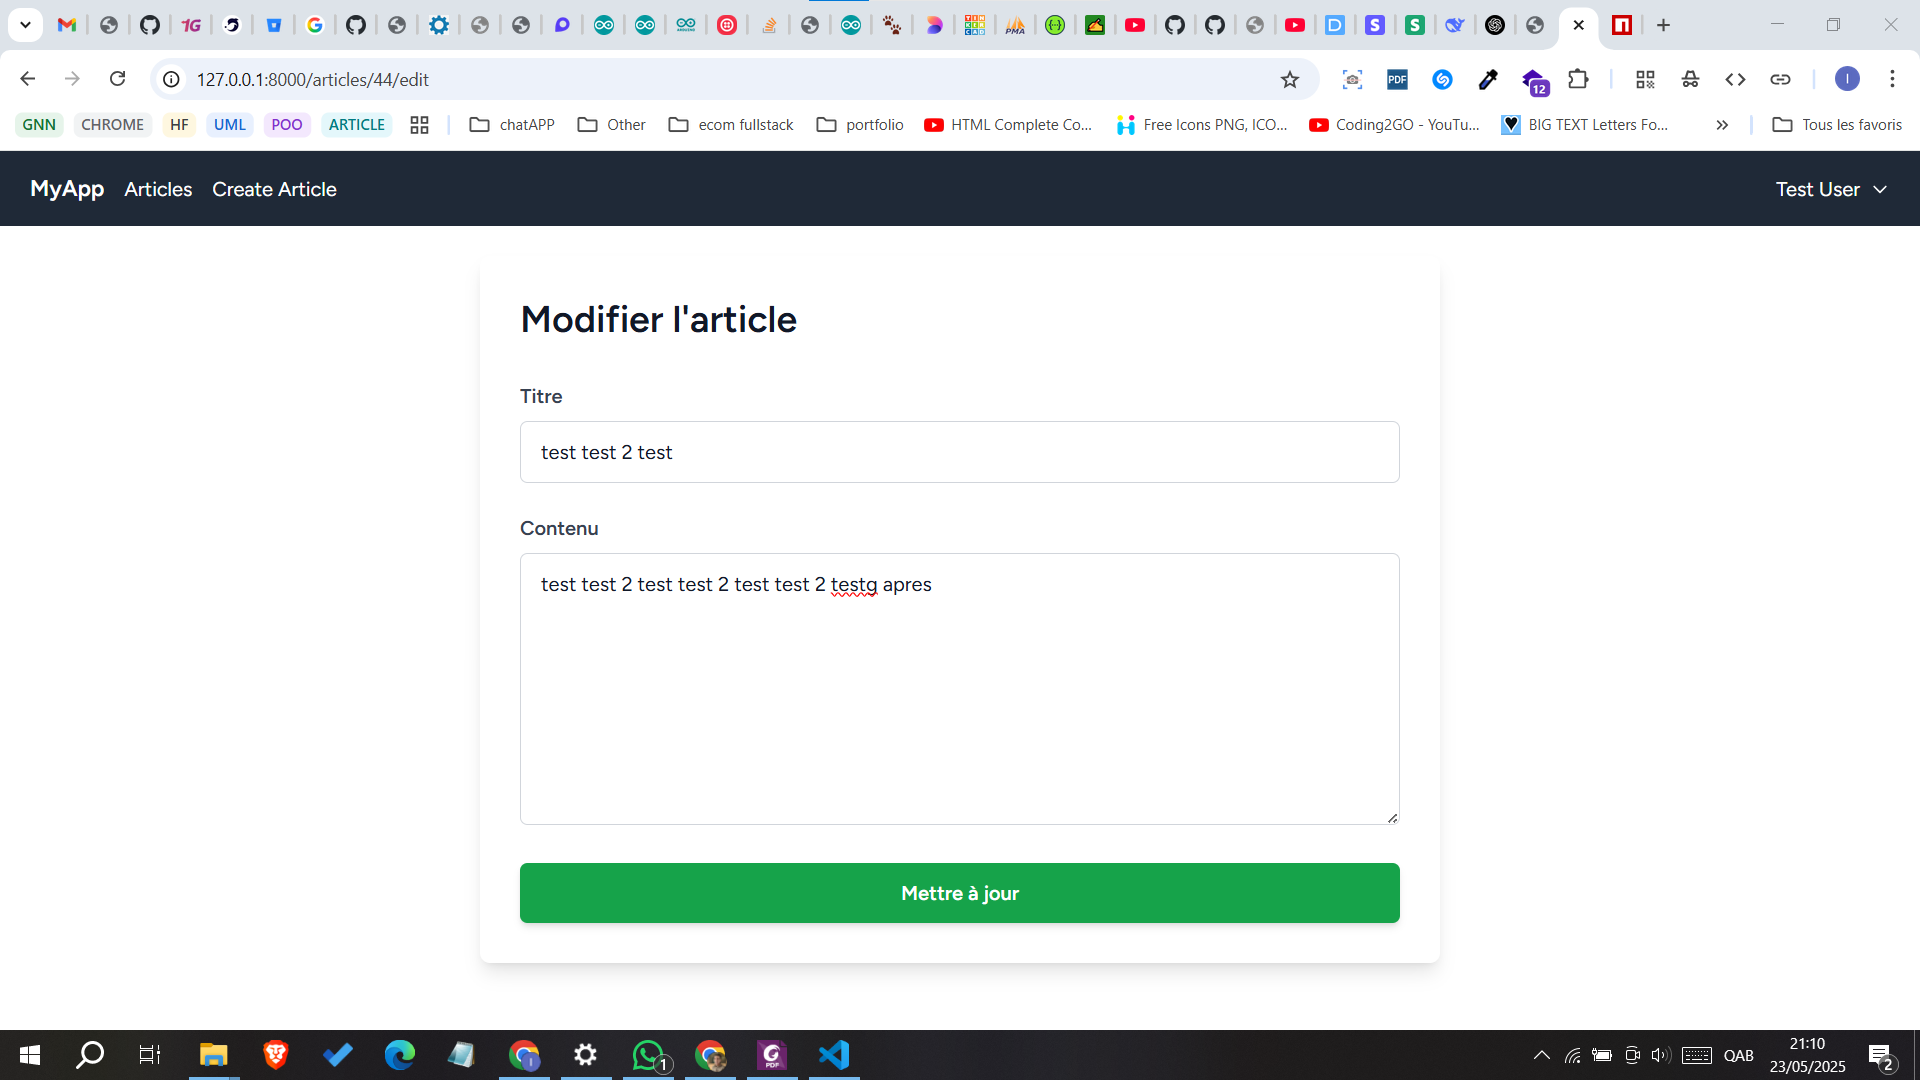 127.0.0.1:8000/articles/44/edit
12
GNN CHROME HF UML POO ARTICLE chatAPP Other ecom fullstack portfolio HTML Complete Co... Free Icons PNG, ICO... Coding2GO - YouTu... BIG TEXT Letters Fo... Tous les favoris
MyApp Articles Create Article Test User
Modifier l'article
Titre
test test 2 test
Contenu
test test 2 test test 2 test test 2 testg apres
Mettre à jour
1
QAB
21:10
23/05/2025
2